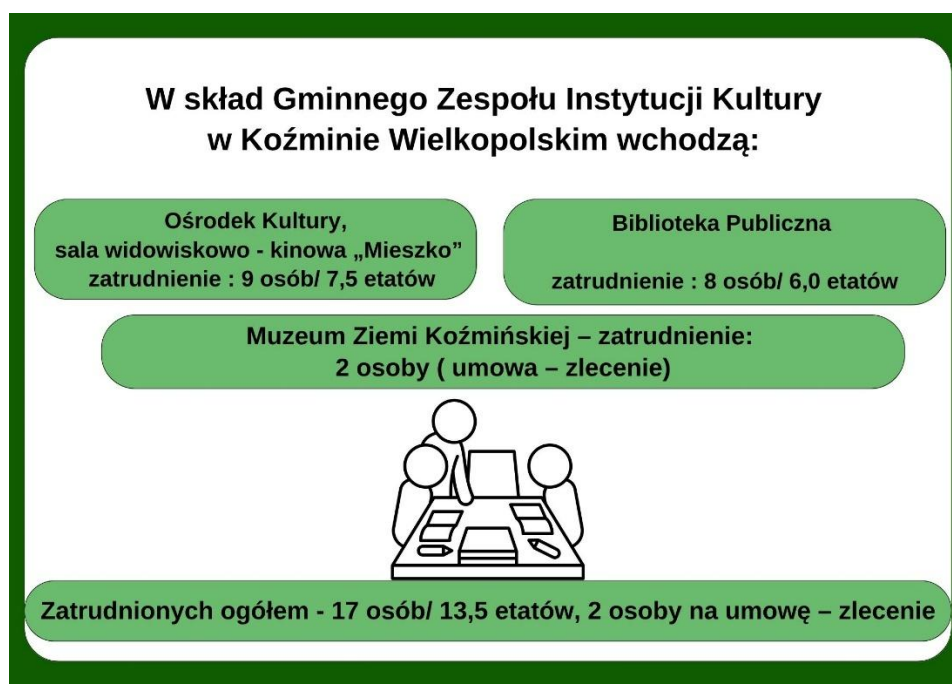 W skład Gminnego Zespołu Instytucji Kultury
w Koźminie Wielkopolskim wchodzą:
Ośrodek Kultury,
sala widowiskowo - kinowa „Mieszko”
zatrudnienie : 9 osób/ 7,5 etatów
Biblioteka Publiczna
zatrudnienie : 8 osób/ 6,0 etatów
Muzeum Ziemi Koźmińskiej – zatrudnienie:
2 osoby ( umowa – zlecenie)
Zatrudnionych ogółem - 17 osób/ 13,5 etatów, 2 osoby na umowę – zlecenie